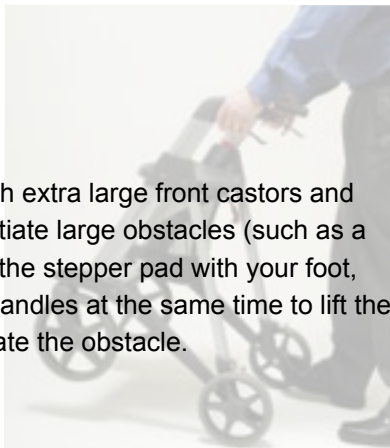 h extra large front castors and
tiate large obstacles (such as a
the stepper pad with your foot,
andles at the same time to lift the
ate the obstacle.